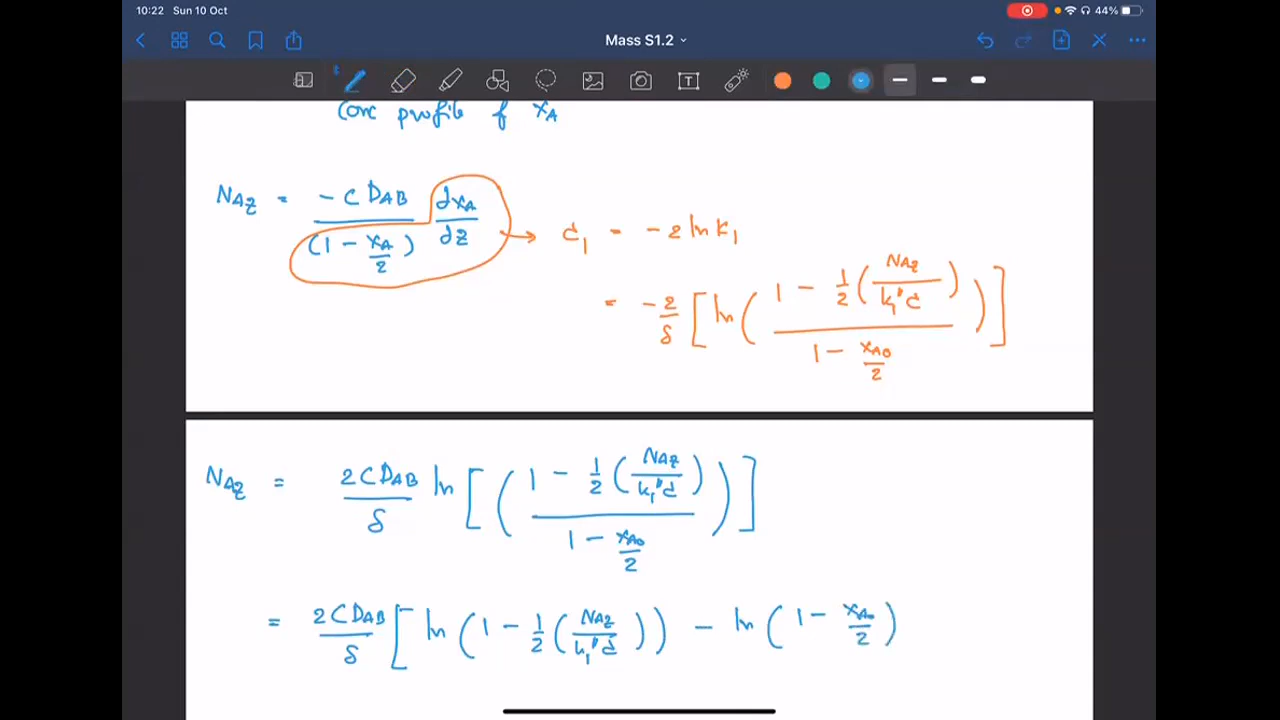 10:22 Sun 10 Oct 44%
Mass S1.2
Conc profile of xA
NAz = -C DAB / (1 - xA/2) dxA/dz → C1 = -2 ln K1
= -2/δ [ ln ( (1 - 1/2 (NAz / k1"C)) / (1 - xA0/2) ) ]
NAz = 2CDAB/δ ln [ ( (1 - 1/2 (NAz / k1"C)) / (1 - xA0/2) ) ]
= 2CDAB/δ [ ln (1 - 1/2 (NAz / k1"C)) - ln (1 - xA0/2)